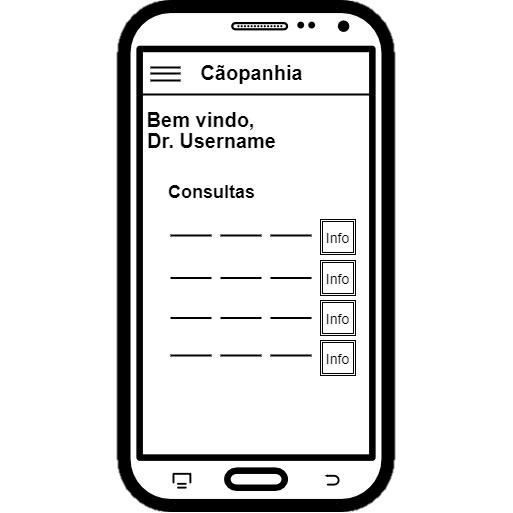 Cãopanhia
Bem vindo,
Dr. Username
Consultas
Info
Info
Info
Info